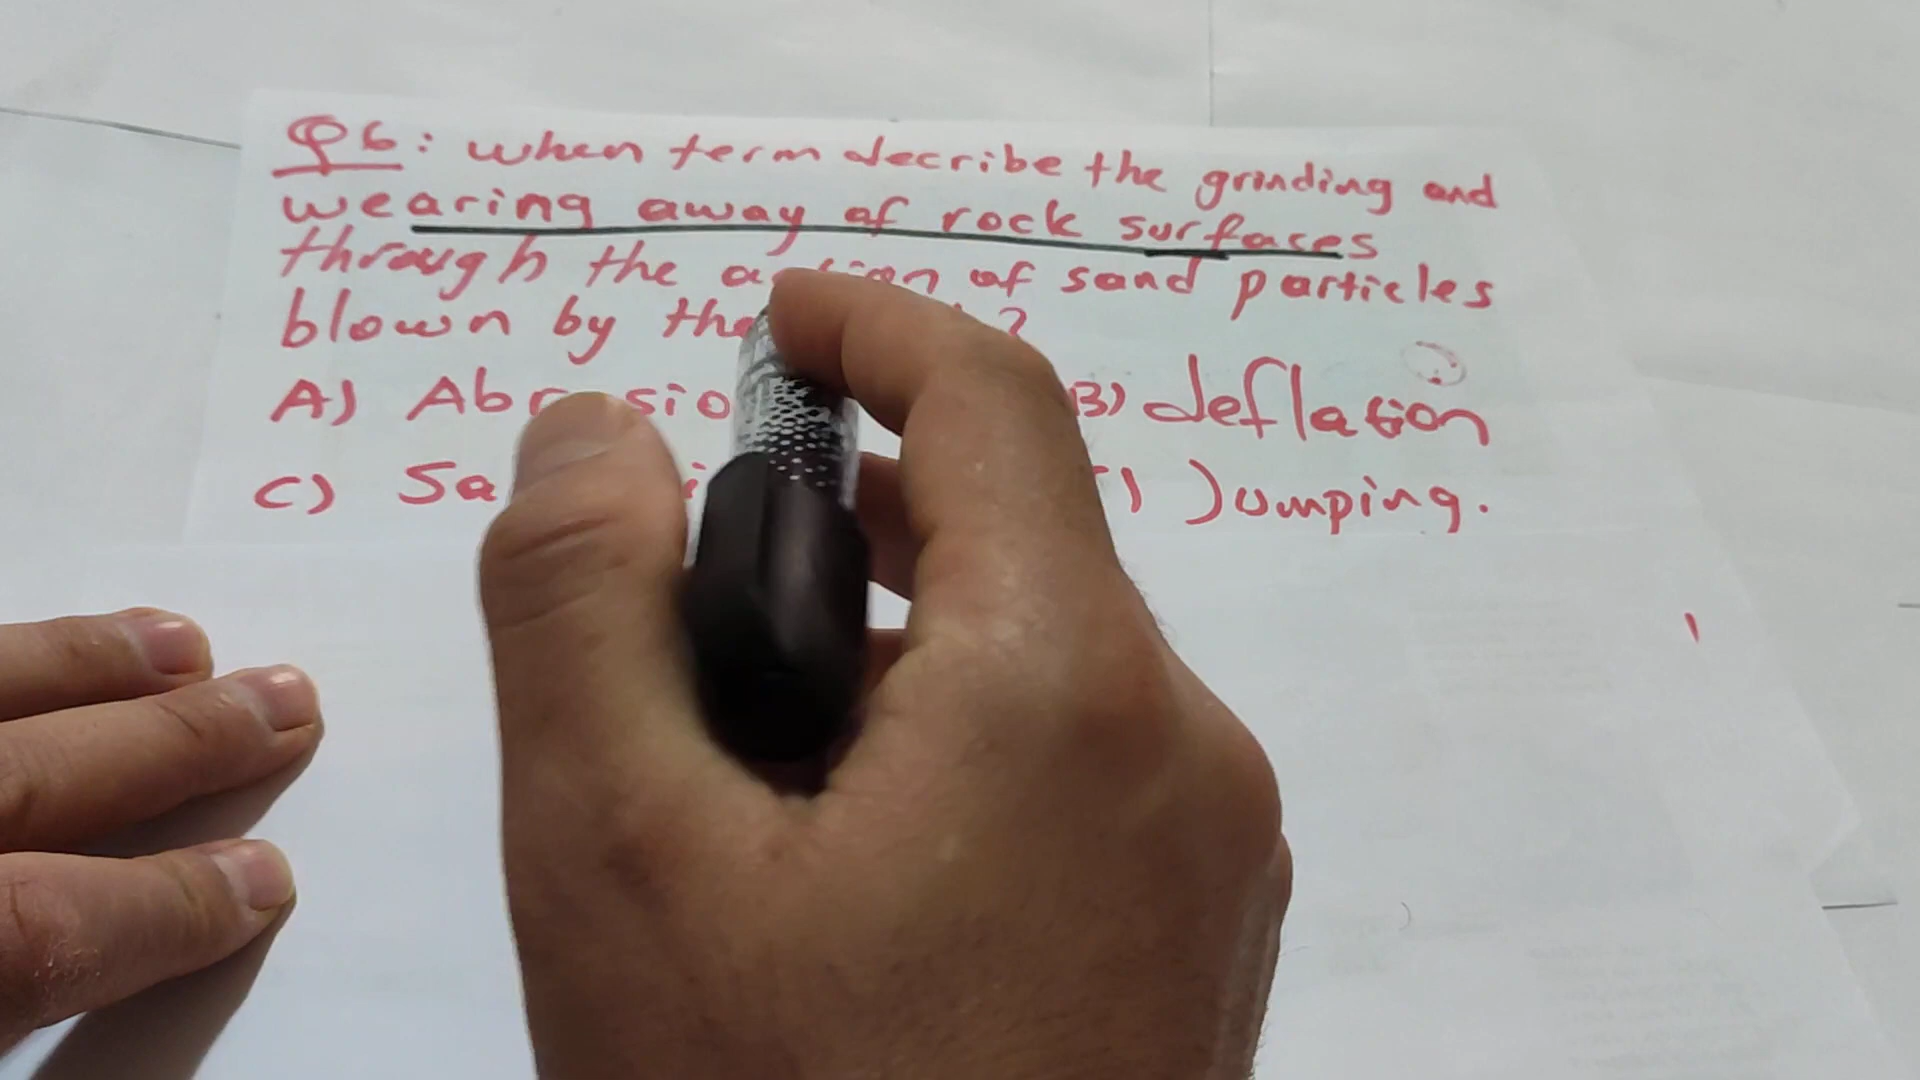 Q6: when term decribe the grinding and
wearing away of rock surfaces
through the of sand particles
blown by ?
A) B) deflation
C) Jumping.